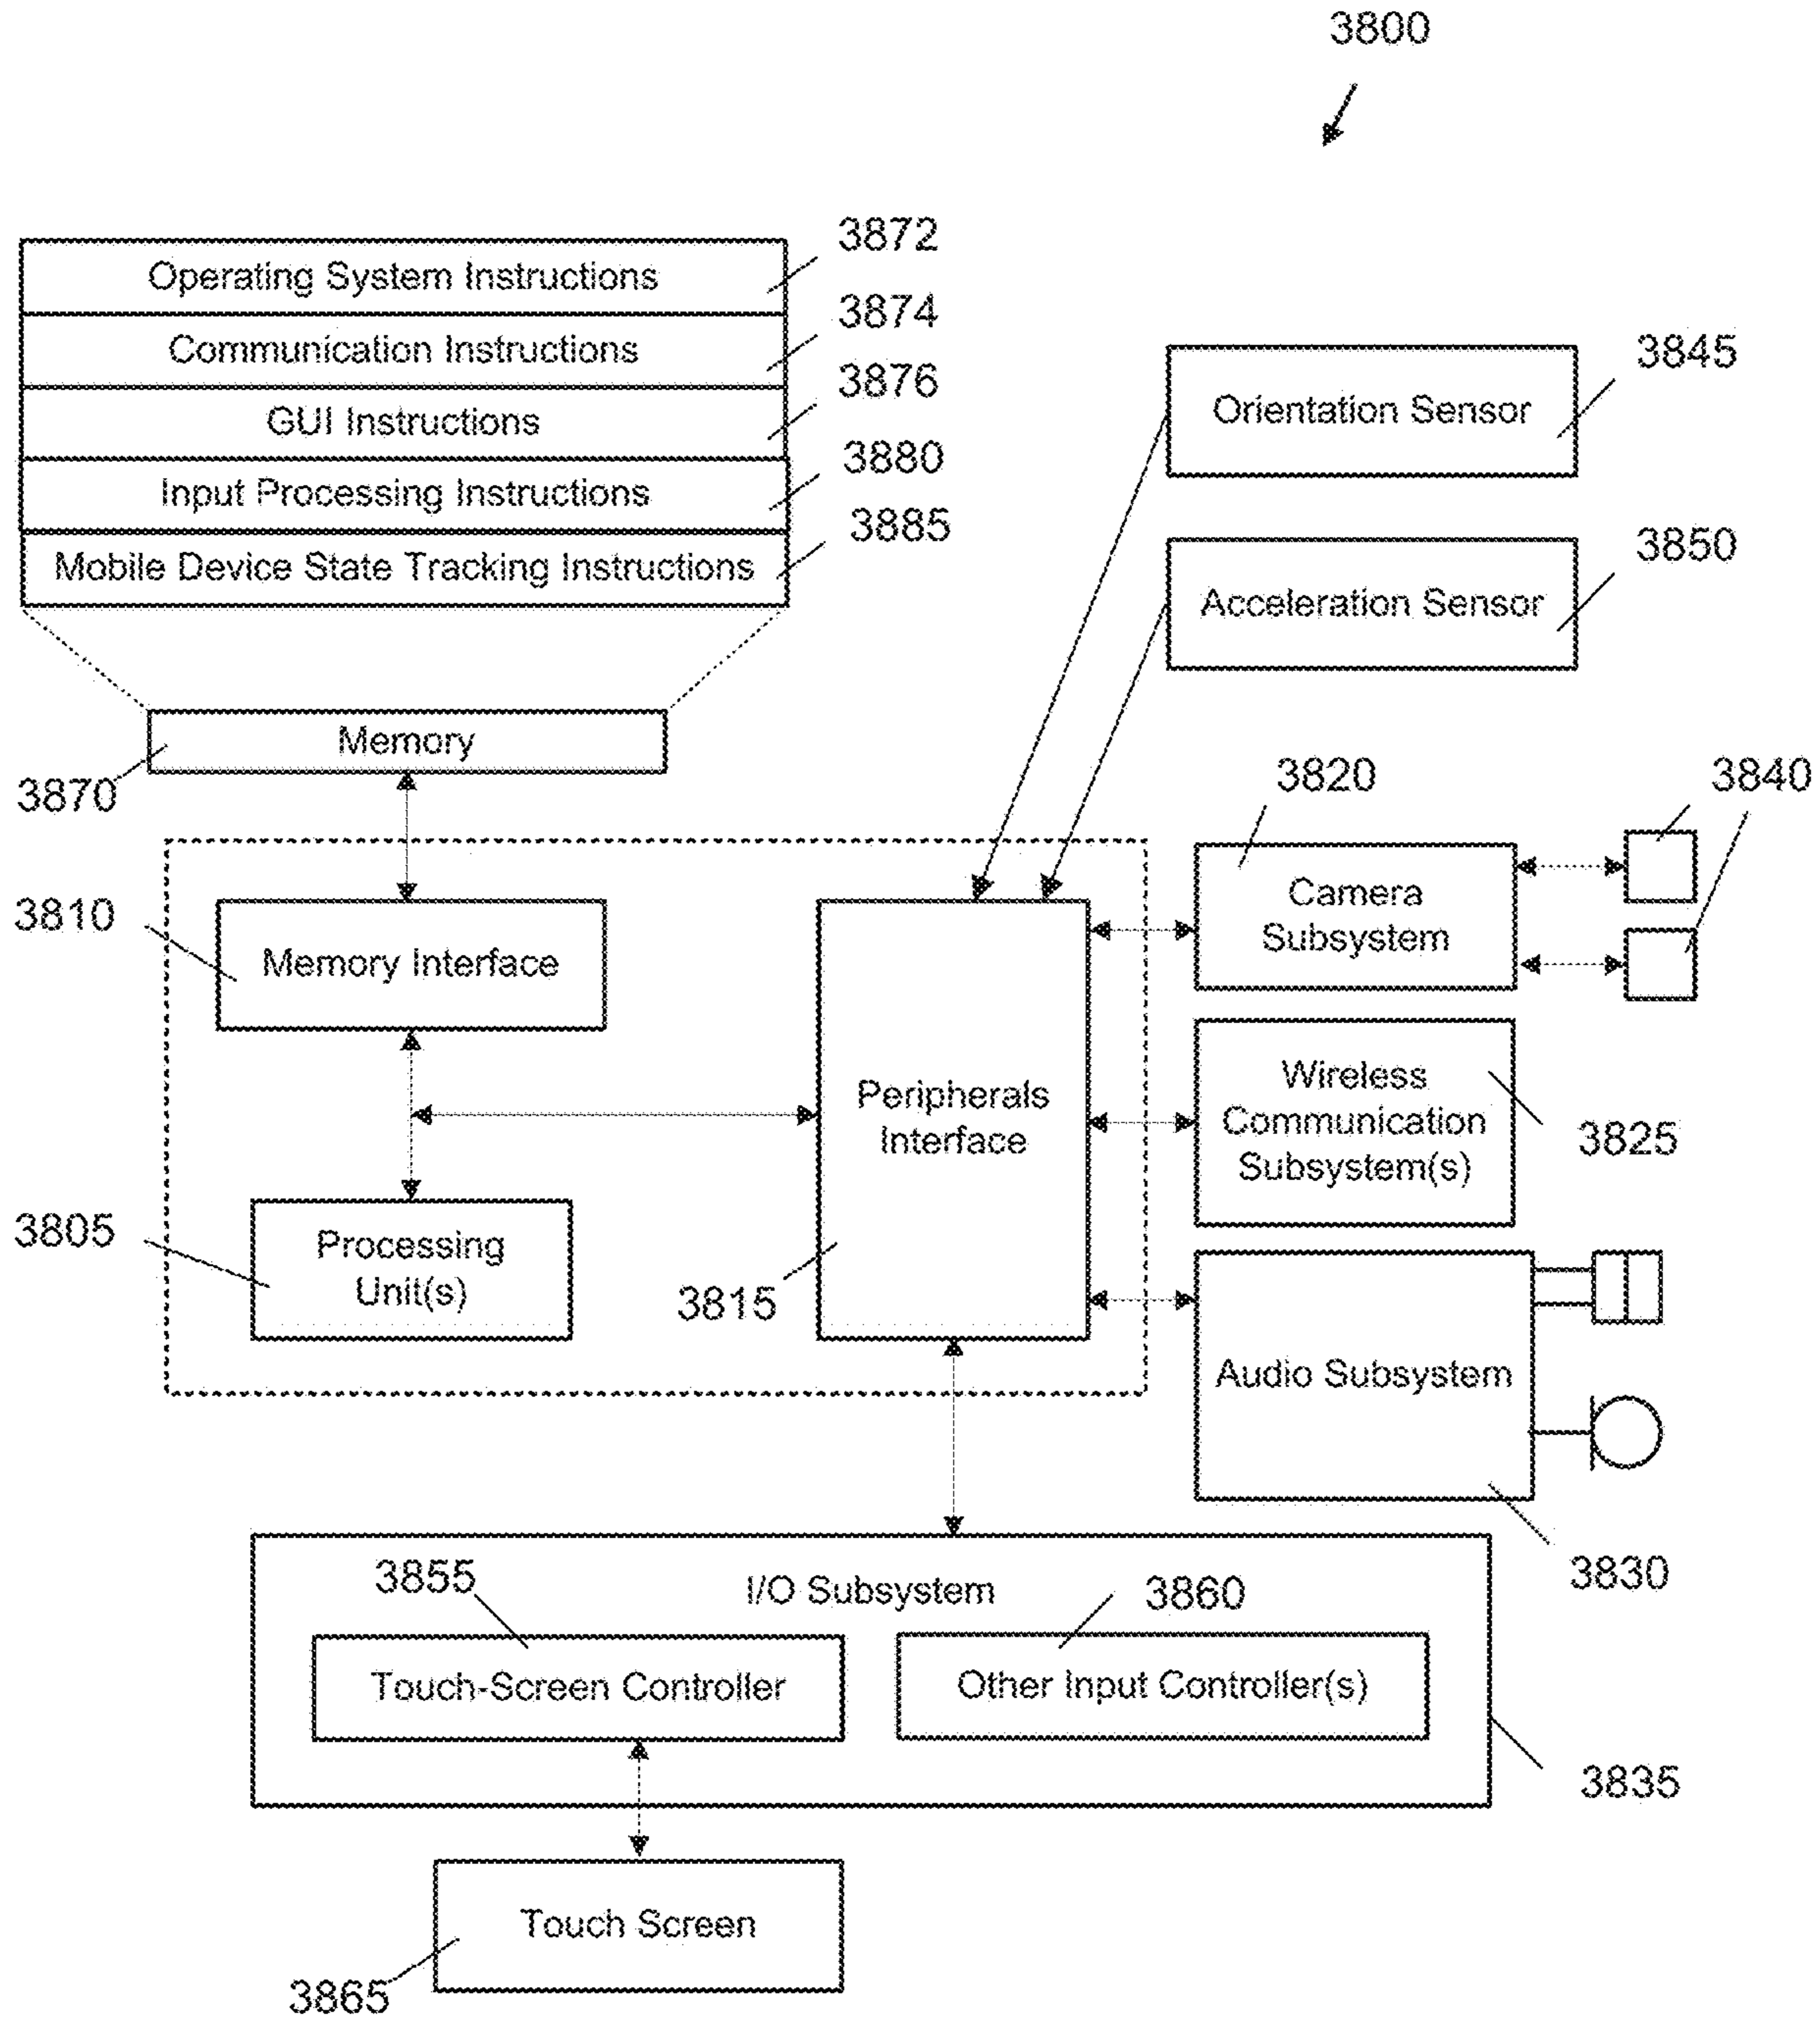 3800
3872
Operating System Instructions
3874
Communication Instructions
3876
GUI Instructions
3880
Input Processing Instructions
3885
Mobile Device State Tracking Instructions
3845
Orientation Sensor
3850
Acceleration Sensor
Memory
3870
3820
3840
Camera
Subsystem
3810
Memory Interface
Peripherals
Interface
Wireless
Communication
Subsystem(s)
3825
3805
Processing
Unit(s)
3815
Audio Subsystem
3830
I/O Subsystem
3855
3860
Touch-Screen Controller
Other Input Controller(s)
3835
Touch Screen
3865